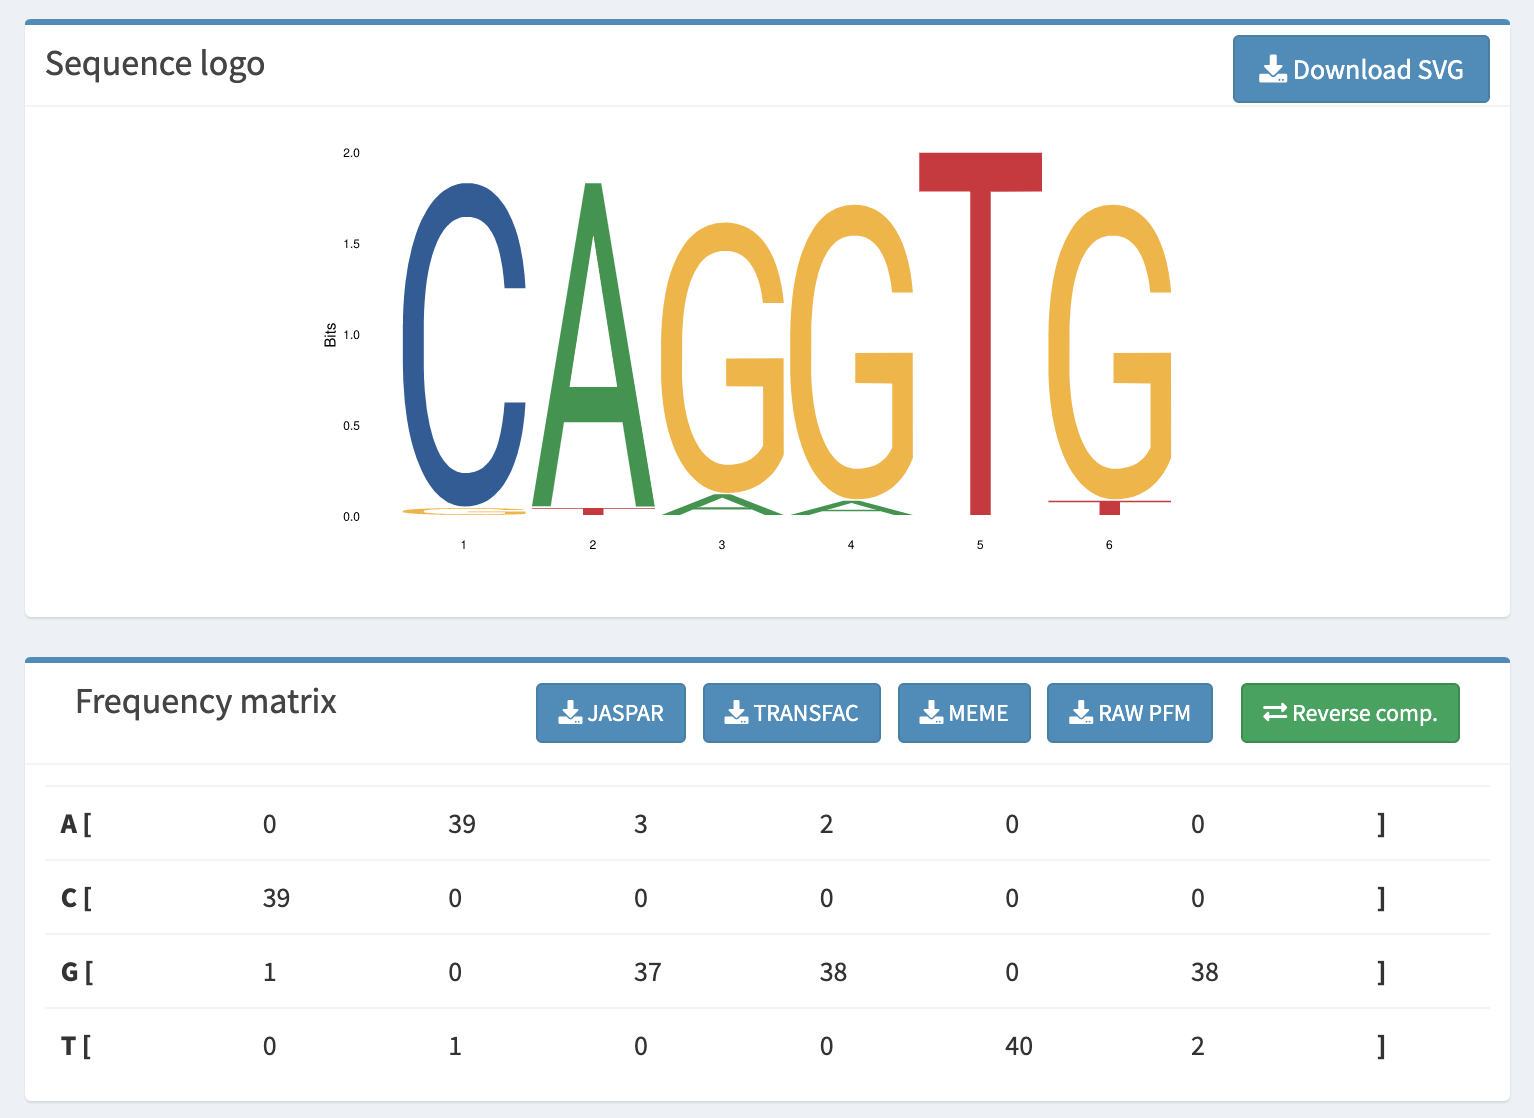 Sequence logo
Download SVG
2.0
1.5
1.0
0.5
0.0
Bits
CAGGTG
G T A A T
1 2 3 4 5 6
Frequency matrix
JASPAR TRANSFAC MEME RAW PFM Reverse comp.
A [ 0 39 3 2 0 0 ]
C [ 39 0 0 0 0 0 ]
G [ 1 0 37 38 0 38 ]
T [ 0 1 0 0 40 2 ]